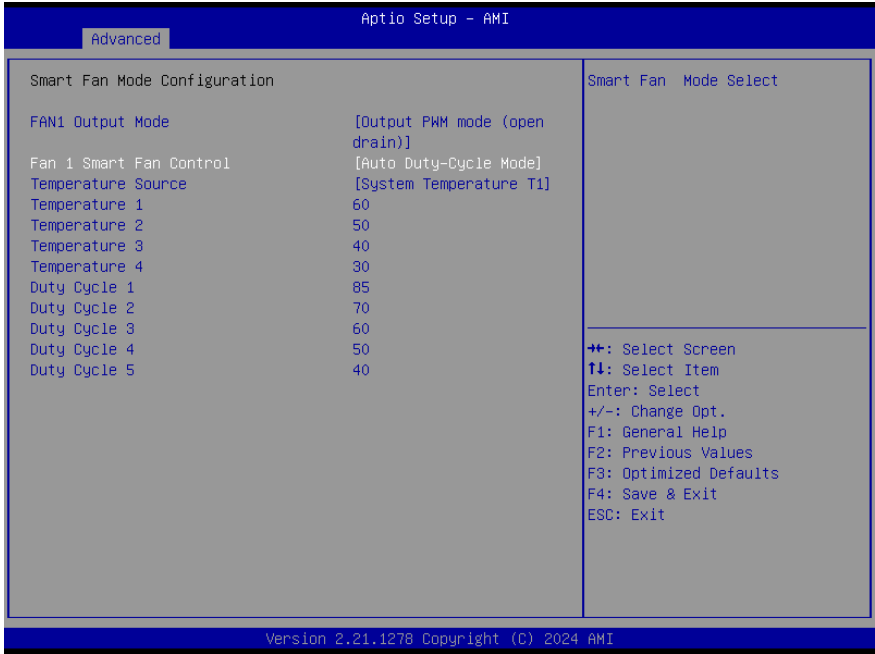 Aptio Setup – AMI
Advanced
Smart Fan Mode Configuration
FAN1 Output Mode [Output PWM mode (open
drain)]
Fan 1 Smart Fan Control [Auto Duty-Cycle Mode]
Temperature Source [System Temperature T1]
Temperature 1 60
Temperature 2 50
Temperature 3 40
Temperature 4 30
Duty Cycle 1 85
Duty Cycle 2 70
Duty Cycle 3 60
Duty Cycle 4 50
Duty Cycle 5 40
Smart Fan  Mode Select
→←: Select Screen
↑↓: Select Item
Enter: Select
+/-: Change Opt.
F1: General Help
F2: Previous Values
F3: Optimized Defaults
F4: Save & Exit
ESC: Exit
Version 2.21.1278 Copyright (C) 2024 AMI